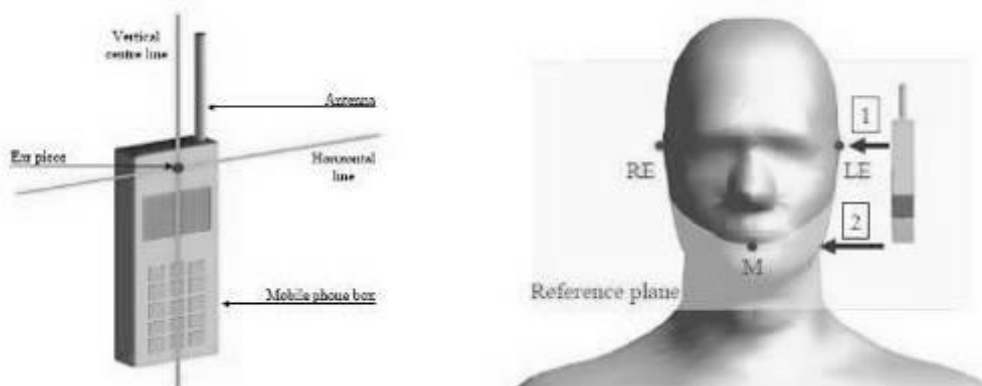 Vertical
centre line
Antenna
Ear piece
Horizontal
line
Mobile phone box
1
RE
LE
2
M
Reference plane